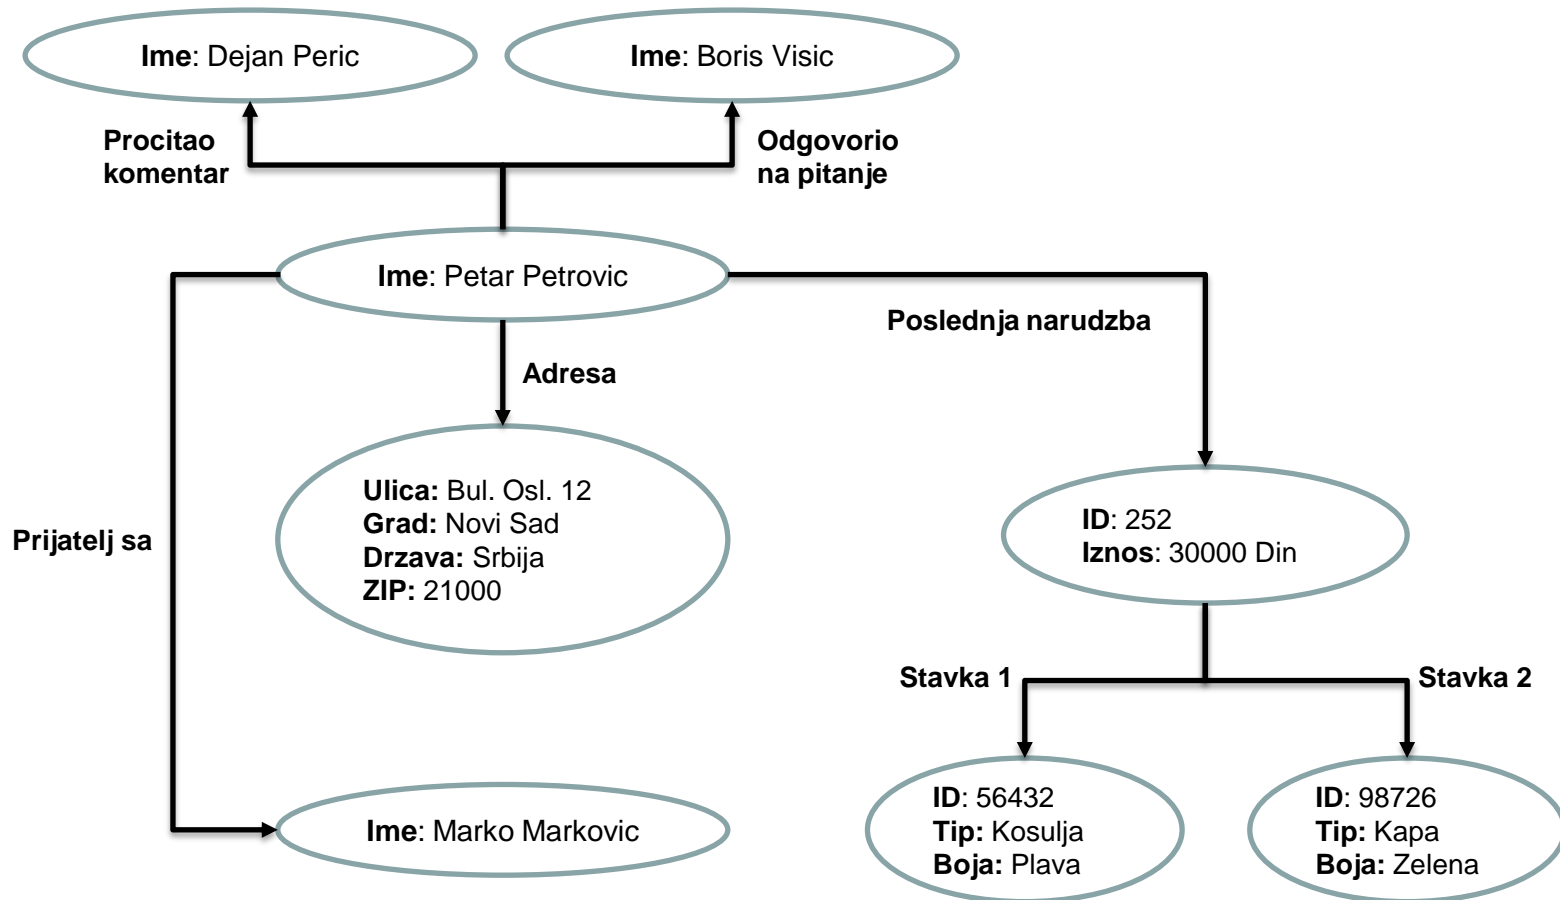 Ime: Dejan Peric
Ime: Boris Visic
Procitao
komentar
Odgovorio
na pitanje
Ime: Petar Petrovic
Poslednja narudzba
Adresa
Ulica: Bul. Osl. 12
Grad: Novi Sad
Drzava: Srbija
ZIP: 21000
Prijatelj sa
ID: 252
Iznos: 30000 Din
Stavka 1
Stavka 2
Ime: Marko Markovic
ID: 56432
Tip: Kosulja
Boja: Plava
ID: 98726
Tip: Kapa
Boja: Zelena